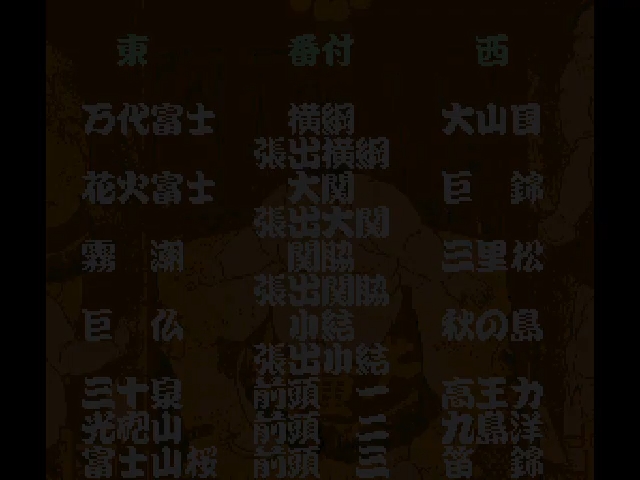 東 番付 西
万代富士 横綱 大山国
張出横綱
花火富士 大関 巨 錦
張出大関
霧 潮 関脇 三里松
張出関脇
巨 仏 小結 秋の島
張出小結
三十泉 前頭 一 高王力
光砲山 前頭 二 九島洋
富士山桜 前頭 三 笛 錦